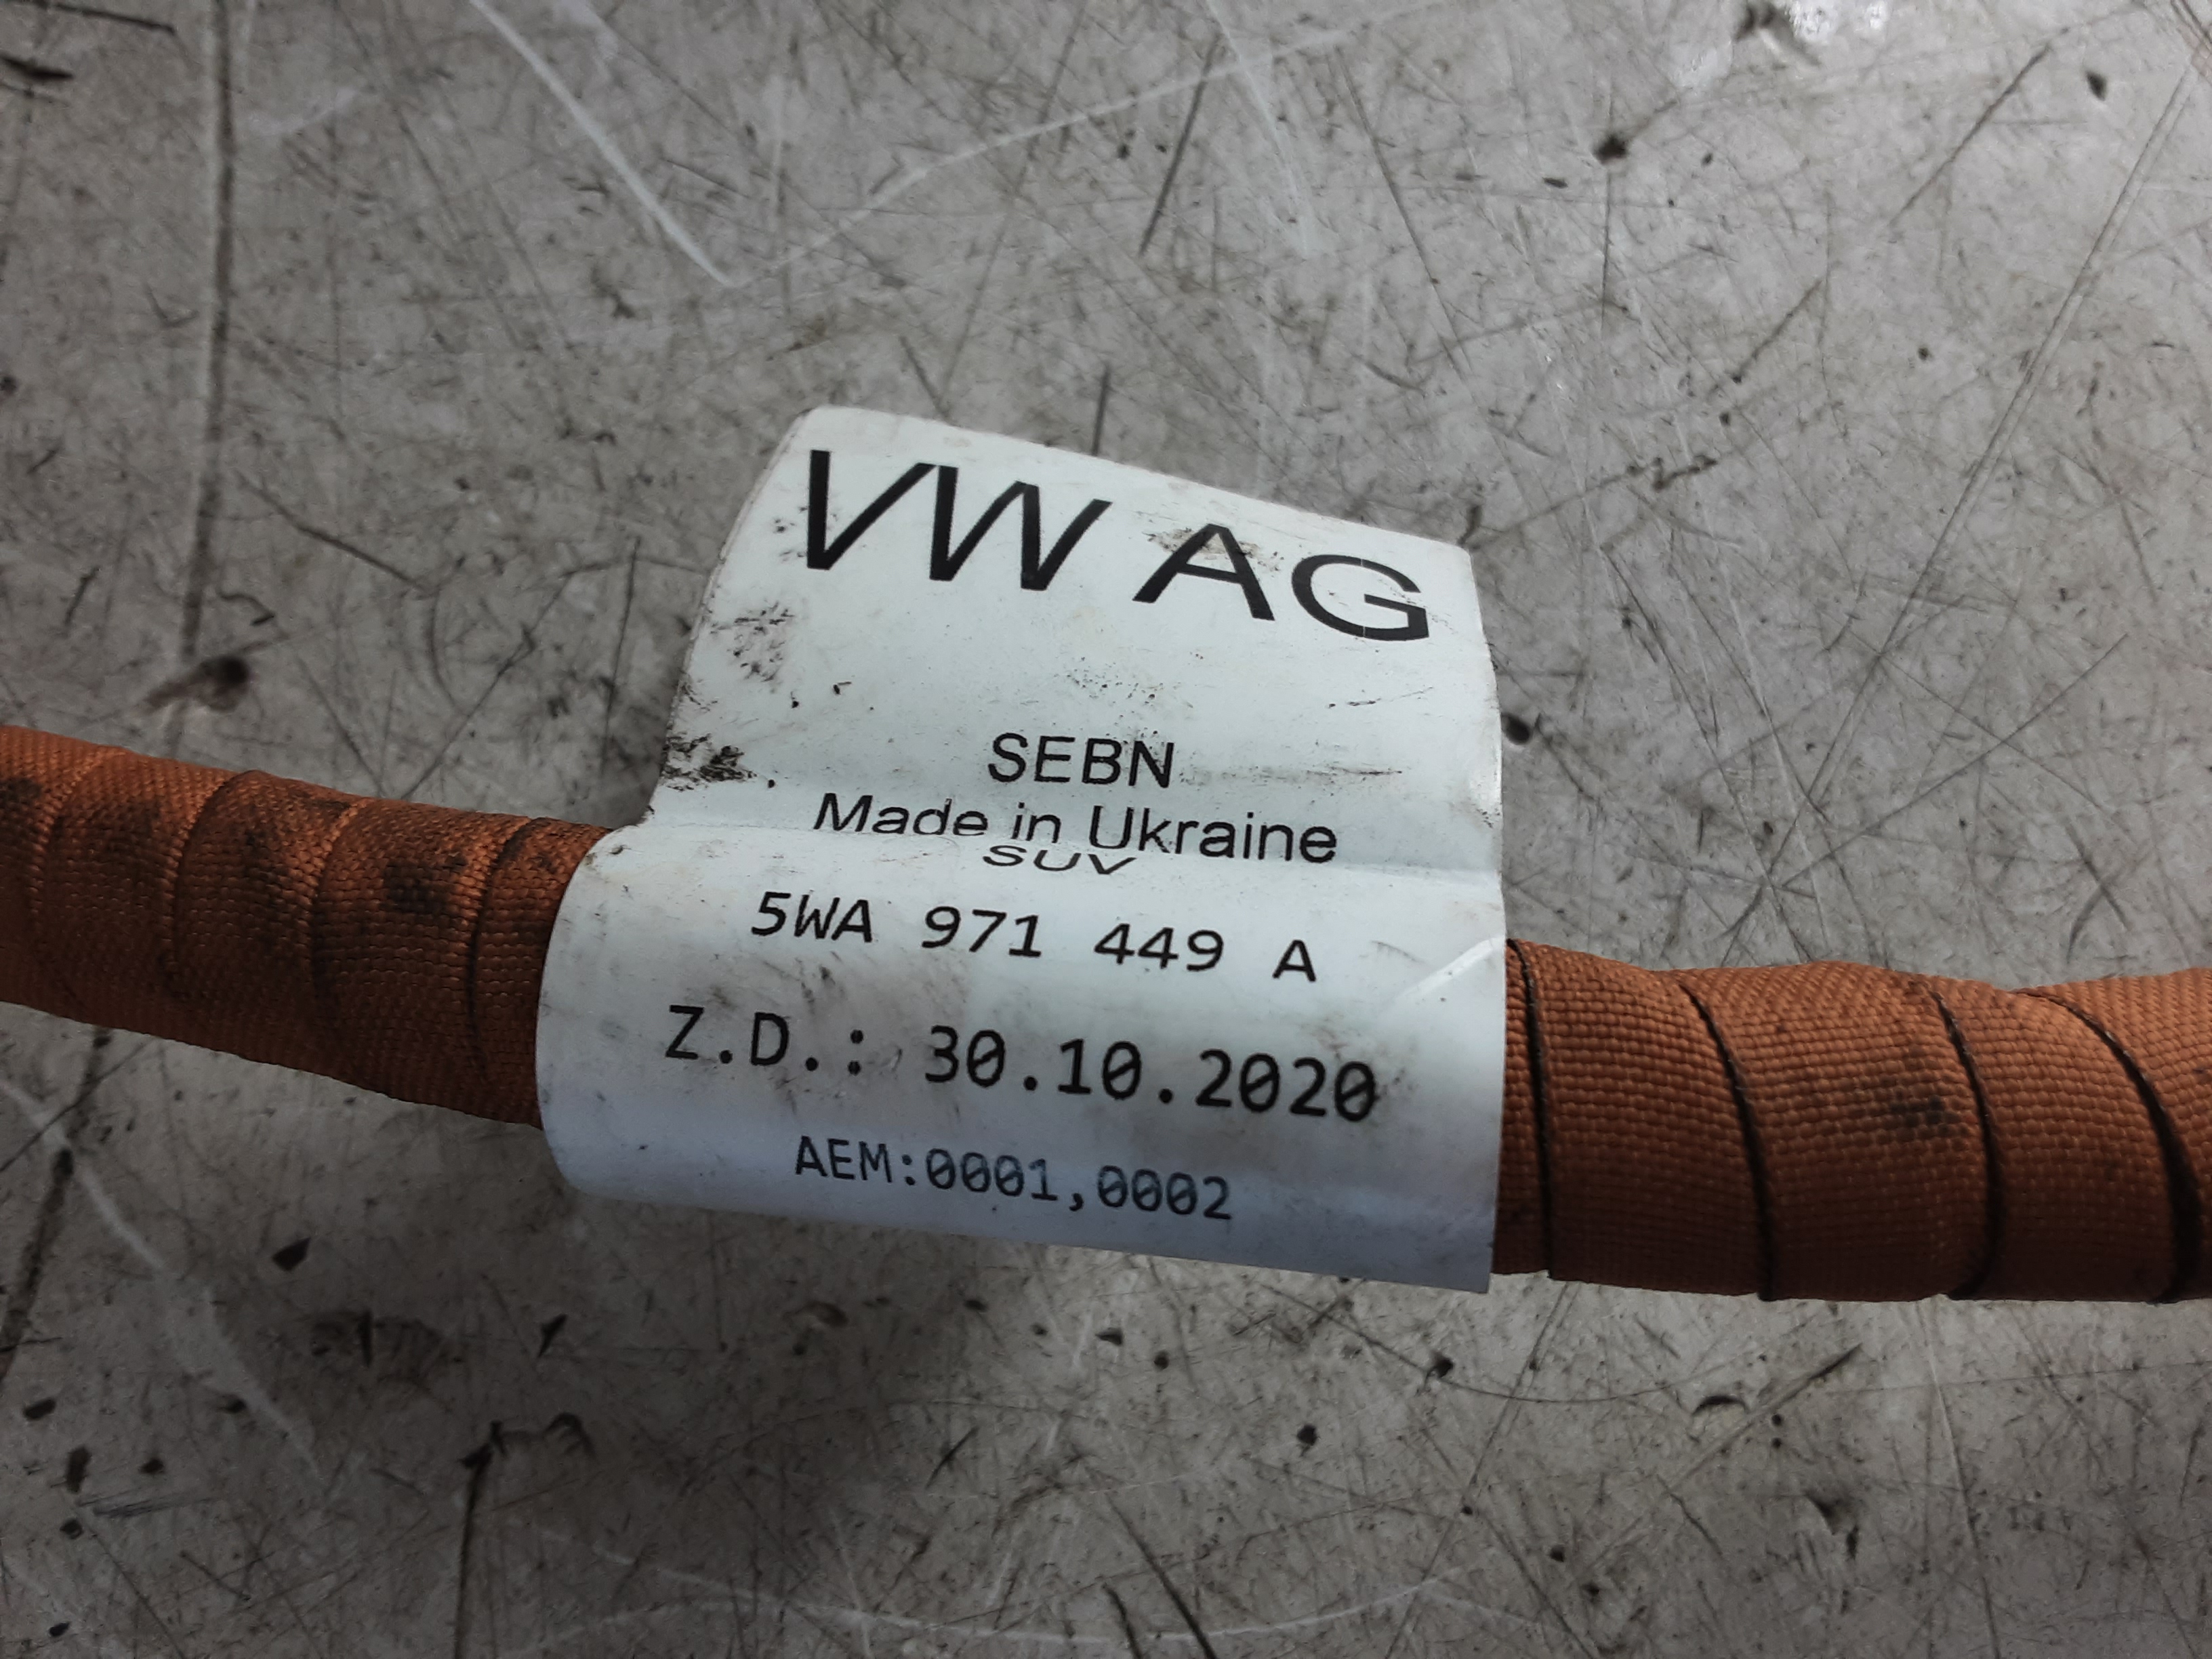 VW AG
SEBN
Made in Ukraine
SUV
5WA 971 449 A
Z.D.: 30.10.2020
AEM:0001,0002